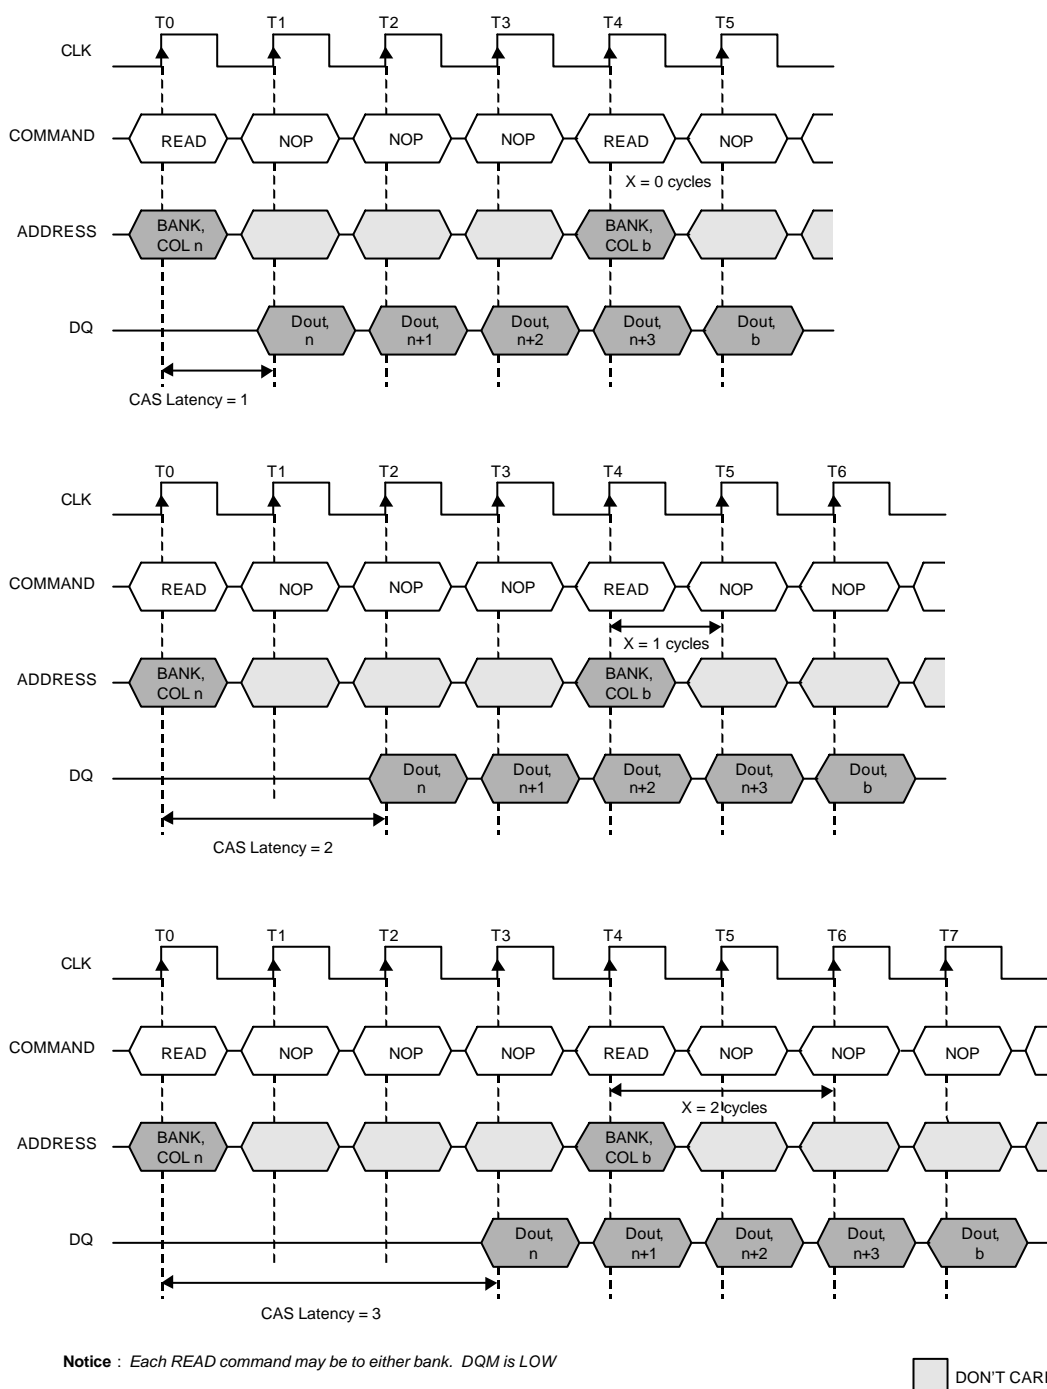 T0 T1 T2 T3 T4 T5
CLK
COMMAND READ NOP NOP NOP READ NOP
X = 0 cycles
ADDRESS BANK, COL n BANK, COL b
DQ Dout, n Dout, n+1 Dout, n+2 Dout, n+3 Dout, b
CAS Latency = 1
T0 T1 T2 T3 T4 T5 T6
CLK
COMMAND READ NOP NOP NOP READ NOP NOP
X = 1 cycles
ADDRESS BANK, COL n BANK, COL b
DQ Dout, n Dout, n+1 Dout, n+2 Dout, n+3 Dout, b
CAS Latency = 2
T0 T1 T2 T3 T4 T5 T6 T7
CLK
COMMAND READ NOP NOP NOP READ NOP NOP NOP
X = 2 cycles
ADDRESS BANK, COL n BANK, COL b
DQ Dout, n Dout, n+1 Dout, n+2 Dout, n+3 Dout, b
CAS Latency = 3
Notice : Each READ command may be to either bank. DQM is LOW
DON'T CARE